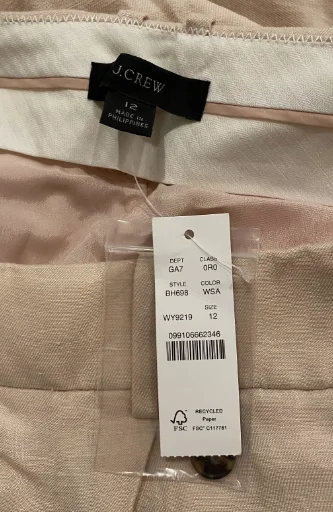 J.CREW
12
MADE IN
PHILIPPINES
DEPT CLASS
GA7 0R0
STYLE COLOR
BH698 WSA
SIZE
WY9219 12
099106662346
RECYCLED
Paper
FSC® C117781
FSC